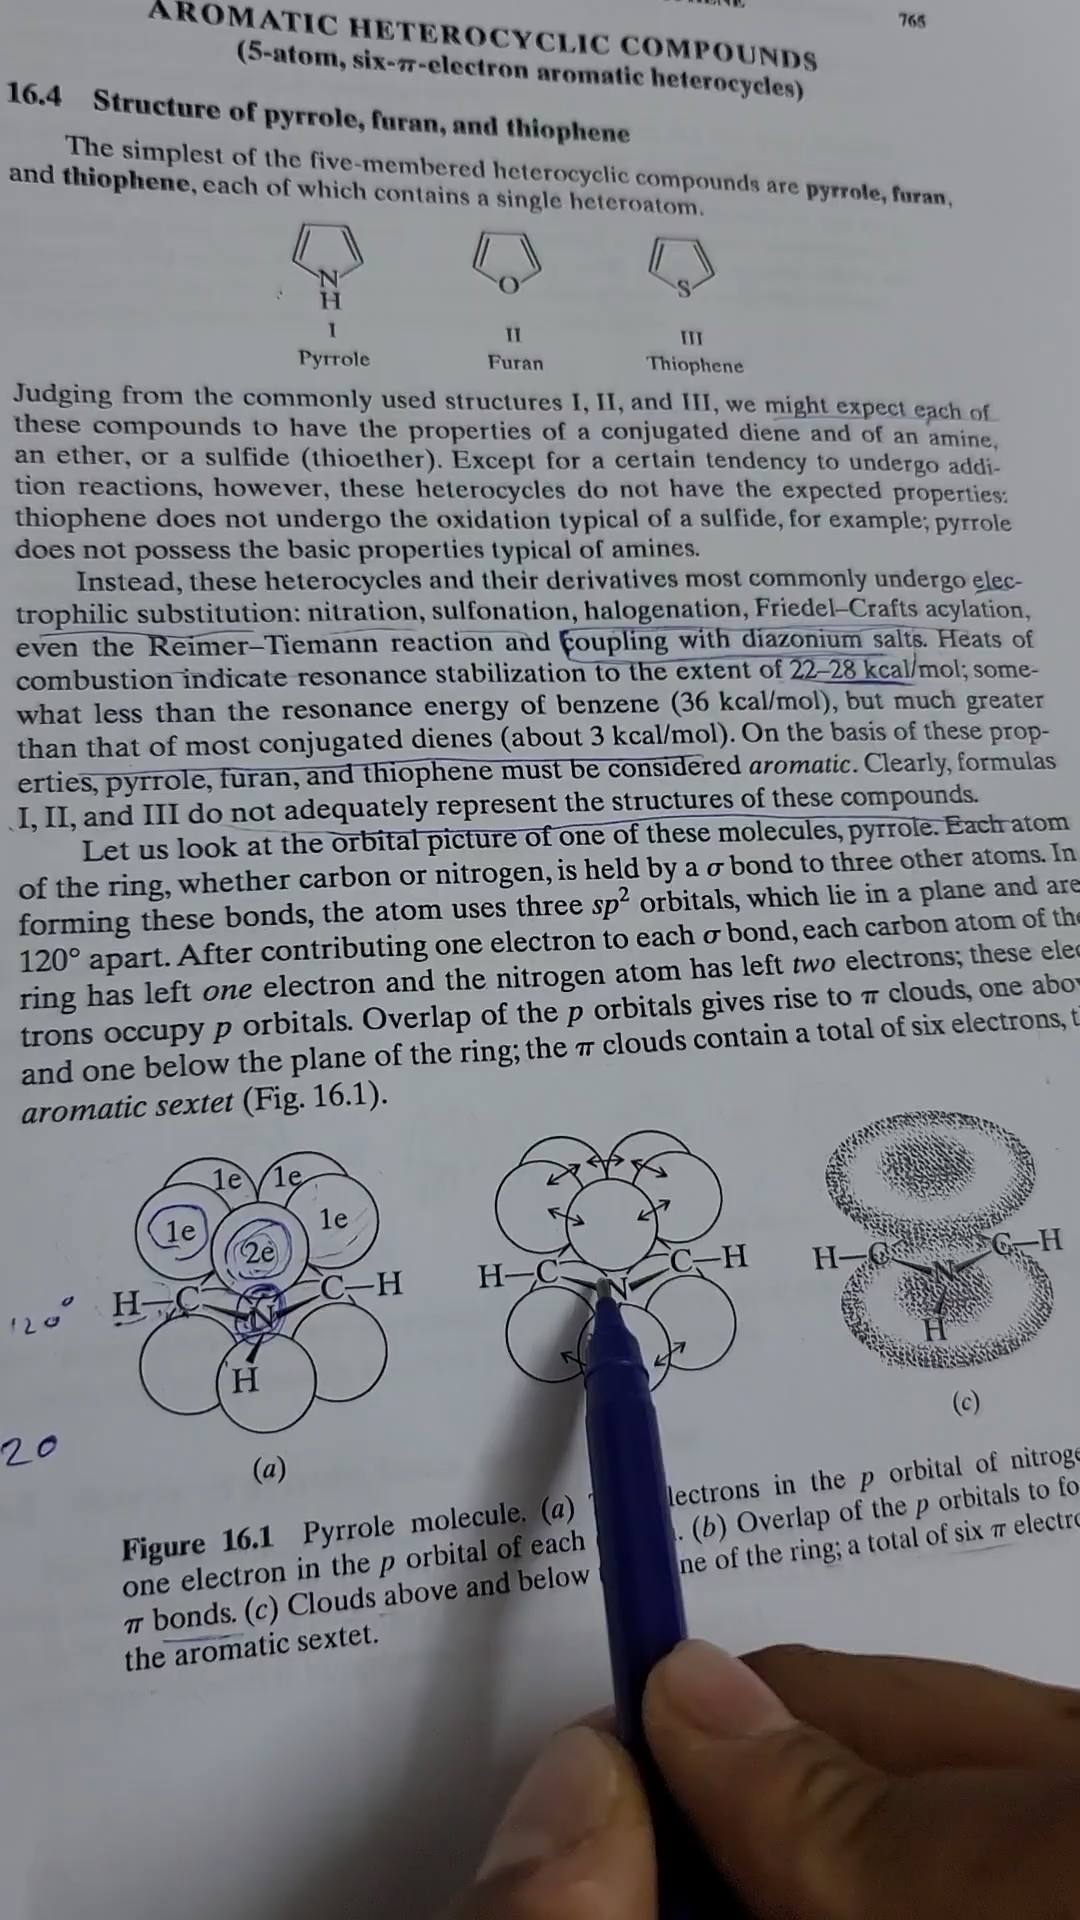 765
AROMATIC HETEROCYCLIC COMPOUNDS
(5-atom, six-π-electron aromatic heterocycles)
16.4 Structure of pyrrole, furan, and thiophene
The simplest of the five-membered heterocyclic compounds are pyrrole, furan,
and thiophene, each of which contains a single heteroatom.
N O S
H
I II III
Pyrrole Furan Thiophene
Judging from the commonly used structures I, II, and III, we might expect each of
these compounds to have the properties of a conjugated diene and of an amine,
an ether, or a sulfide (thioether). Except for a certain tendency to undergo addi-
tion reactions, however, these heterocycles do not have the expected properties:
thiophene does not undergo the oxidation typical of a sulfide, for example; pyrrole
does not possess the basic properties typical of amines.
Instead, these heterocycles and their derivatives most commonly undergo elec-
trophilic substitution: nitration, sulfonation, halogenation, Friedel–Crafts acylation,
even the Reimer–Tiemann reaction and coupling with diazonium salts. Heats of
combustion indicate resonance stabilization to the extent of 22–28 kcal/mol; some-
what less than the resonance energy of benzene (36 kcal/mol), but much greater
than that of most conjugated dienes (about 3 kcal/mol). On the basis of these prop-
erties, pyrrole, furan, and thiophene must be considered aromatic. Clearly, formulas
I, II, and III do not adequately represent the structures of these compounds.
Let us look at the orbital picture of one of these molecules, pyrrole. Each atom
of the ring, whether carbon or nitrogen, is held by a σ bond to three other atoms. In
forming these bonds, the atom uses three sp² orbitals, which lie in a plane and are
120° apart. After contributing one electron to each σ bond, each carbon atom of the
ring has left one electron and the nitrogen atom has left two electrons; these elec
trons occupy p orbitals. Overlap of the p orbitals gives rise to π clouds, one abo
and one below the plane of the ring; the π clouds contain a total of six electrons, t
aromatic sextet (Fig. 16.1).
1e 1e
1e 2e 1e
H–C N C–H H–C N C–H H–C N C–H
H H
120°
20
(a) (c)
Figure 16.1 Pyrrole molecule. (a) lectrons in the p orbital of nitroge
one electron in the p orbital of each . (b) Overlap of the p orbitals to fo
π bonds. (c) Clouds above and below ne of the ring; a total of six π electro
the aromatic sextet.